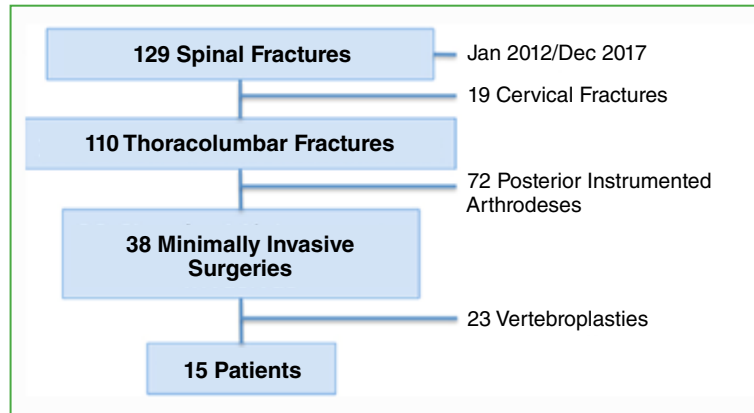 129 Spinal Fractures
Jan 2012/Dec 2017
19 Cervical Fractures
110 Thoracolumbar Fractures
72 Posterior Instrumented
Arthrodeses
38 Minimally Invasive
Surgeries
23 Vertebroplasties
15 Patients